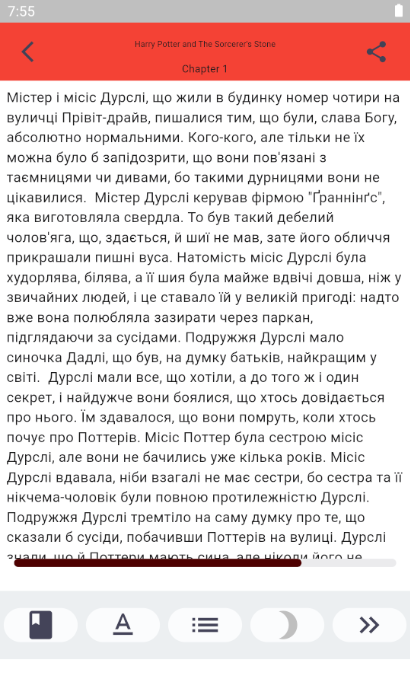 7:55
Harry Potter and The Sorcerer's Stone
Chapter 1
Містер і місіс Дурслі, що жили в будинку номер чотири на
вуличці Прівіт-драйв, пишалися тим, що були, слава Богу,
абсолютно нормальними. Кого-кого, але тільки не їх
можна було б запідозрити, що вони пов'язані з
таємницями чи дивами, бо такими дурницями вони не
цікавилися.  Містер Дурслі керував фірмою "Ґраннінґс",
яка виготовляла свердла. То був такий дебелий
чолов'яга, що, здається, й шиї не мав, зате його обличчя
прикрашали пишні вуса. Натомість місіс Дурслі була
худорлява, білява, а її шия була майже вдвічі довша, ніж у
звичайних людей, і це ставало їй у великій пригоді: надто
вже вона полюбляла зазирати через паркан,
підглядаючи за сусідами. Подружжя Дурслі мало
синочка Дадлі, що був, на думку батьків, найкращим у
світі.  Дурслі мали все, що хотіли, а до того ж і один
секрет, і найдужче вони боялися, що хтось довідається
про нього. Їм здавалося, що вони помруть, коли хтось
почує про Поттерів. Місіс Поттер була сестрою місіс
Дурслі, але вони не бачились уже кілька років. Місіс
Дурслі вдавала, ніби взагалі не має сестри, бо сестра та її
нікчема-чоловік були повною протилежністю Дурслі.
Подружжя Дурслі тремтіло на саму думку про те, що
сказали б сусіди, побачивши Поттерів на вулиці. Дурслі
знали, що й Поттери мають сина, але ніколи його не